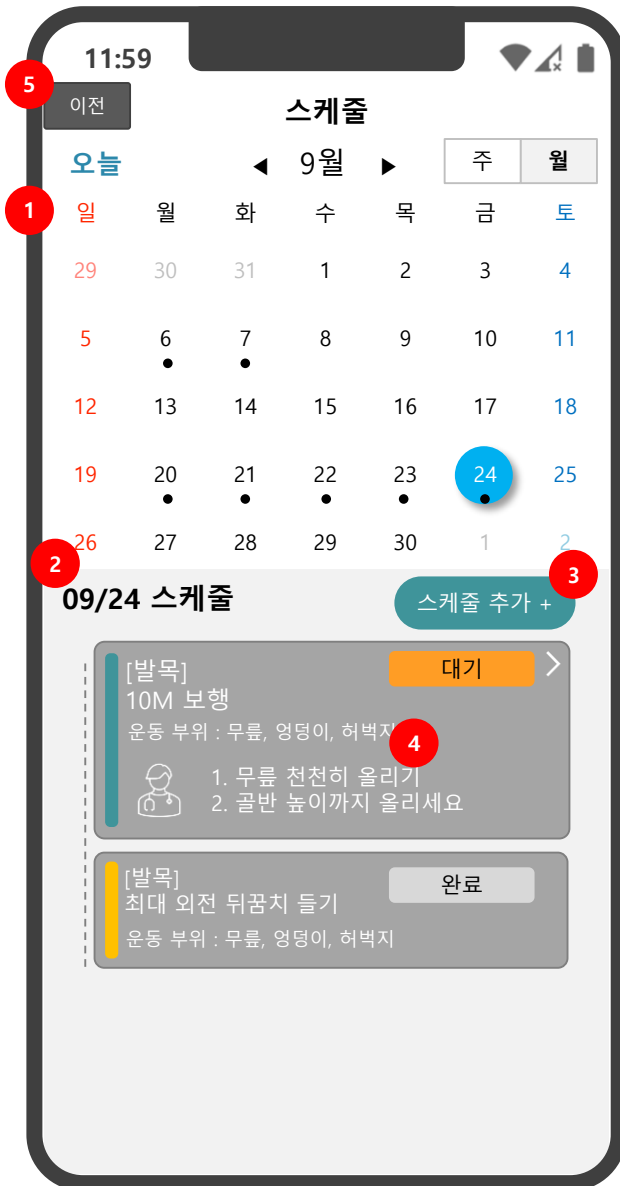 11:59
5
이전
스케줄
오늘 ◀ 9월 ▶ 주 월
1
일 월 화 수 목 금 토
29 30 31 1 2 3 4
5 6 7 8 9 10 11
12 13 14 15 16 17 18
19 20 21 22 23 24 25
26 27 28 29 30 1 2
2
3
09/24 스케줄
스케줄 추가 +
[발목]
대기
10M 보행
운동 부위 : 무릎, 엉덩이, 허벅지
4
1. 무릎 천천히 올리기
2. 골반 높이까지 올리세요
[발목]
완료
최대 외전 뒤꿈치 들기
운동 부위 : 무릎, 엉덩이, 허벅지